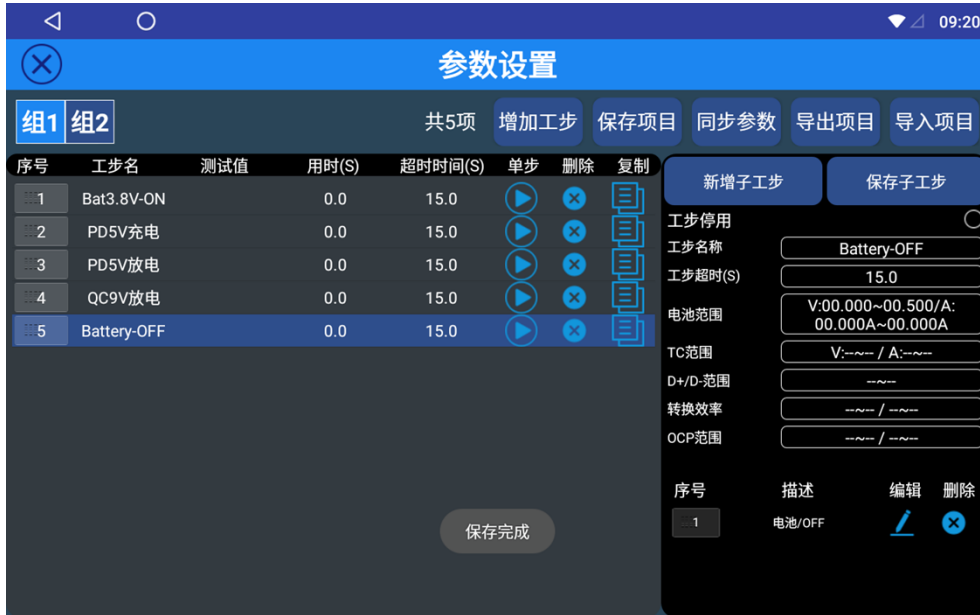 09:20
参数设置
组1 组2 共5项 增加工步 保存项目 同步参数 导出项目 导入项目
序号 工步名 测试值 用时(S) 超时时间(S) 单步 删除 复制
1 Bat3.8V-ON 0.0 15.0
2 PD5V充电 0.0 15.0
3 PD5V放电 0.0 15.0
4 QC9V放电 0.0 15.0
5 Battery-OFF 0.0 15.0
保存完成
新增子工步 保存子工步
工步停用
工步名称 Battery-OFF
工步超时(S) 15.0
电池范围 V:00.000~00.500/A:
00.000A~00.000A
TC范围 V:--~-- / A:--~--
D+/D-范围 --~--
转换效率 --~-- / --~--
OCP范围 --~-- / --~--
序号 描述 编辑 删除
1 电池/OFF